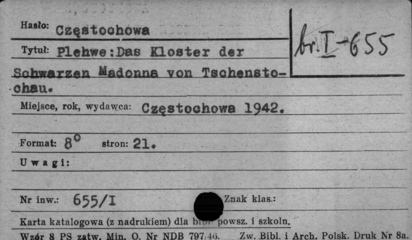 Hasło: Częstochowa
br.I-655
Tytuł: Plehwe:Das Kloster der
Schwarzen Madonna von Tschensto-
chau.
Miejsce, rok, wydawca: Częstochowa 1942.
Format: 8° stron: 21.
Uwagi:
Nr inw.: 655/I Znak klas.:
Karta katalogowa (z nadrukiem) dla bibl. powsz. i szkoln.
Wzór 8 PS zatw. Min. O. Nr NDB 797/46. Zw. Bibl. i Arch. Polsk. Druk Nr 8a.